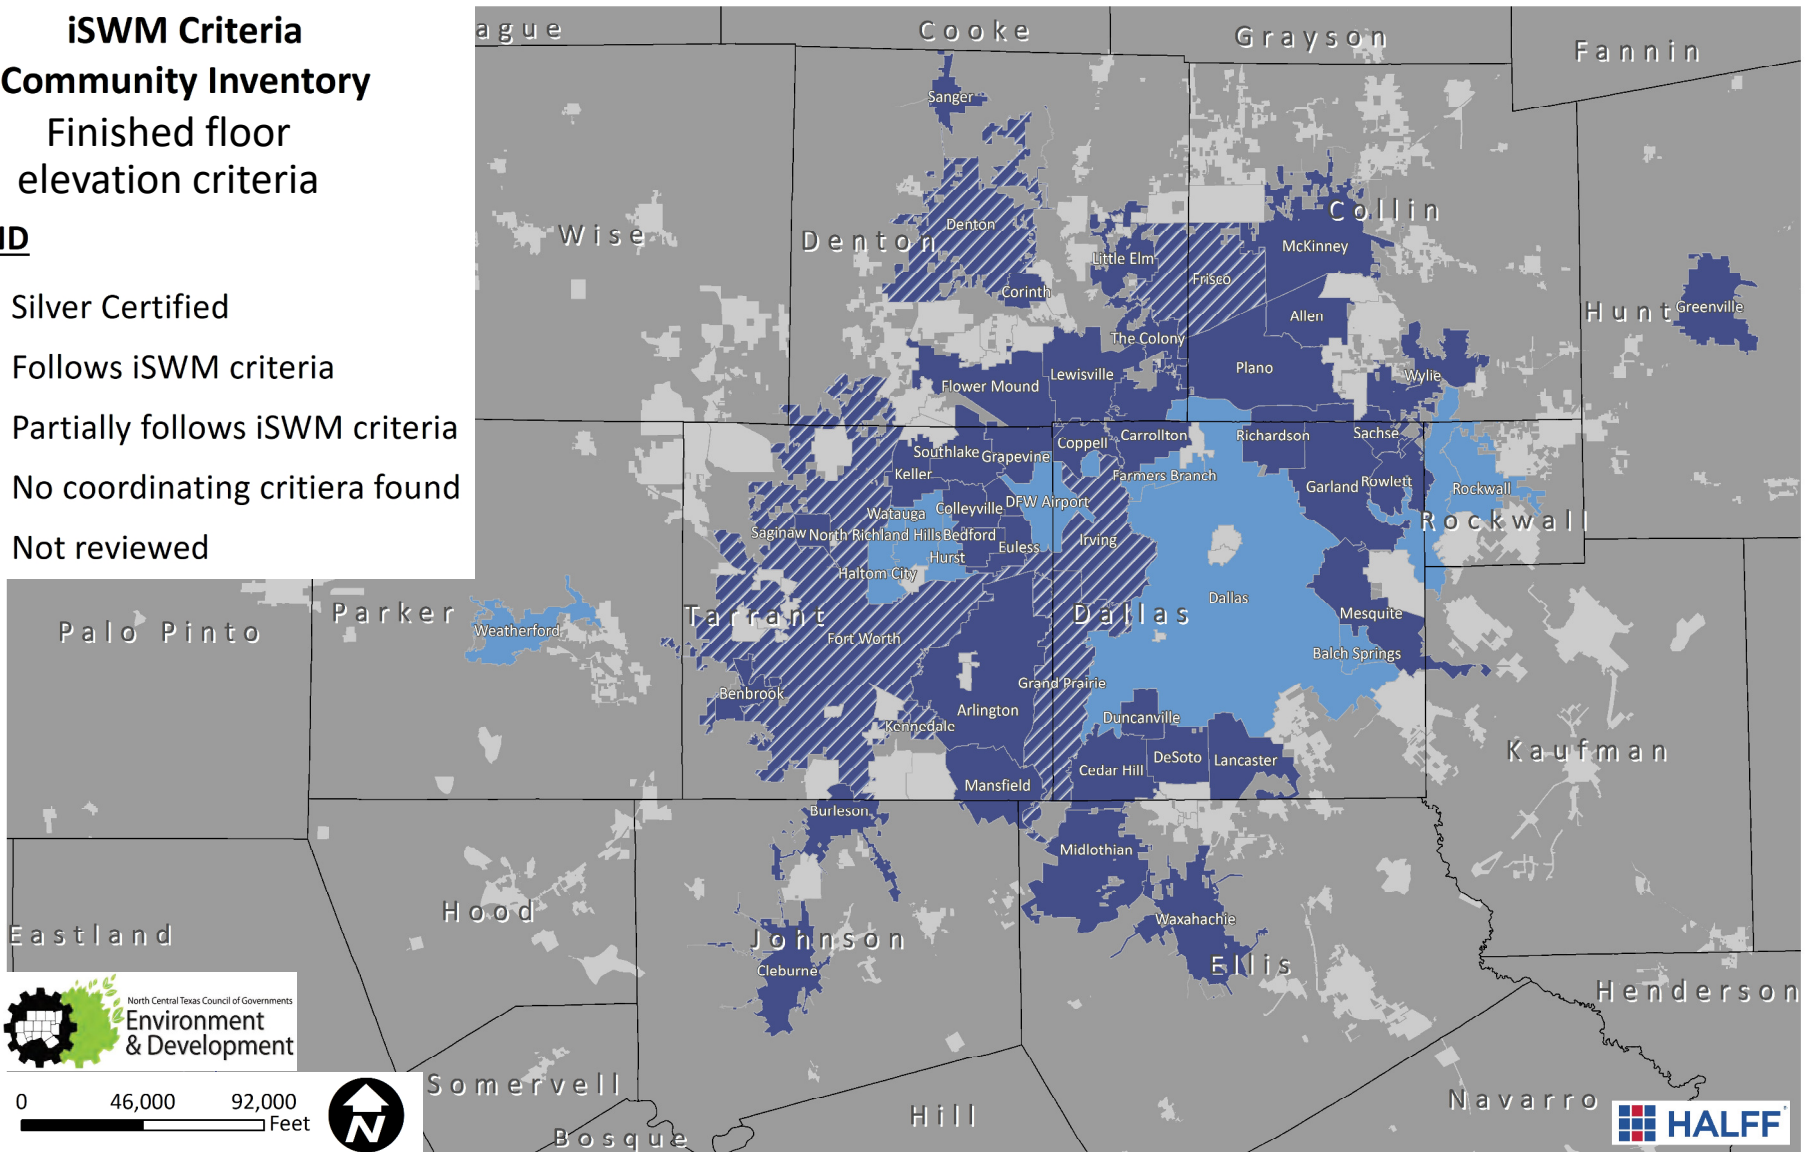 iSWM Criteria
Community Inventory
Finished floor
elevation criteria
ND
Silver Certified
Follows iSWM criteria
Partially follows iSWM criteria
No coordinating critiera found
Not reviewed
ague
Cooke
Grayson
Fannin
Sanger
Wise
Denton
Denton
Collin
McKinney
Little Elm
Frisco
Corinth
Hunt
Greenville
Allen
The Colony
Plano
Lewisville
Flower Mound
Wylie
Coppell
Carrollton
Richardson
Sachse
Southlake
Grapevine
Keller
Farmers Branch
Garland
Rowlett
Rockwall
DFW Airport
Colleyville
Watauga
Rockwall
Saginaw
North Richland Hills
Bedford
Irving
Euless
Hurst
Haltom City
Dallas
Palo Pinto
Parker
Weatherford
Tarrant
Fort Worth
Dallas
Mesquite
Balch Springs
Benbrook
Grand Prairie
Arlington
Kennedale
Duncanville
DeSoto
Lancaster
Cedar Hill
Mansfield
Kaufman
Burleson
Midlothian
Hood
Waxahachie
Eastland
Johnson
Cleburne
Ellis
Henderson
North Central Texas Council of Governments
Environment
& Development
Somervell
Hill
Navarro
Bosque
0 46,000 92,000
Feet
N
HALFF